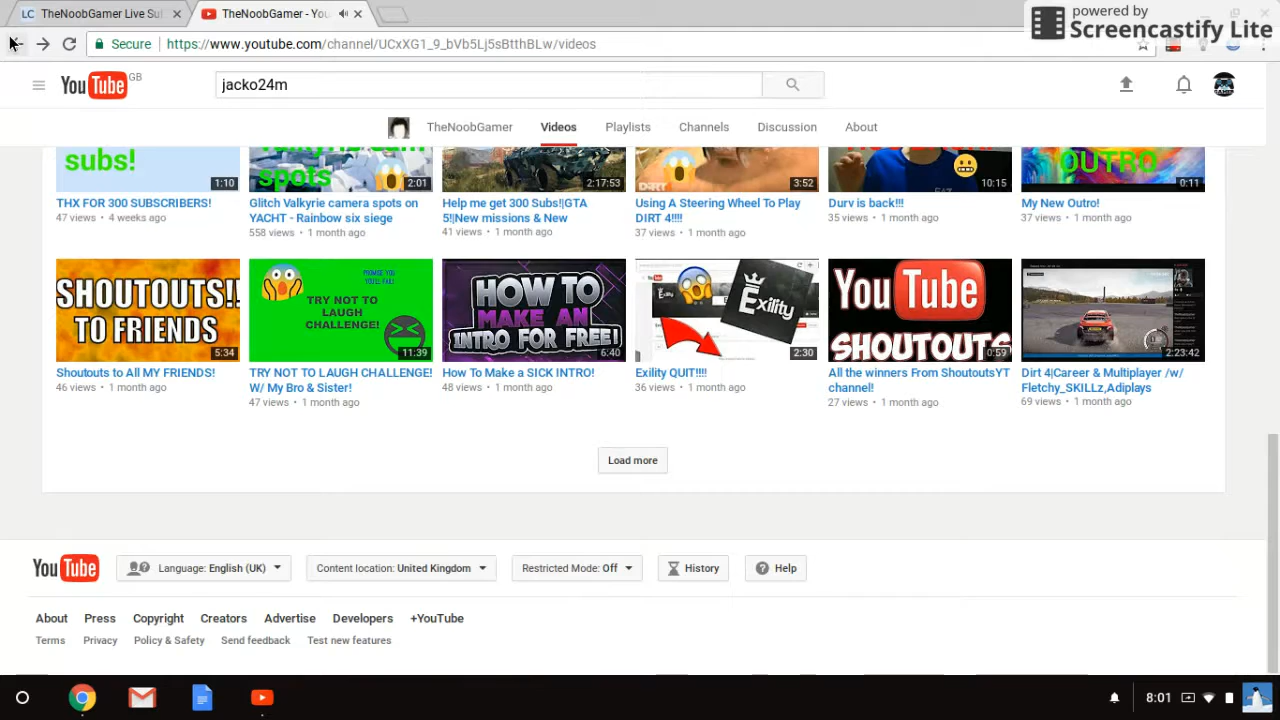 TheNoobGamer Live Su
TheNoobGamer - You
powered by
Screencastify Lite
Secure
https://www.youtube.com/channel/UCxXG1_9_bVb5Lj5sBtthBLw/videos
YouTube GB
jacko24m
TheNoobGamer Videos Playlists Channels Discussion About
subs!
spots
DIRT
OUTRO
1:10
2:01
2:17:53
3:52
10:15
0:11
THX FOR 300 SUBSCRIBERS!
47 views • 4 weeks ago
Glitch Valkyrie camera spots on
YACHT - Rainbow six siege
558 views • 1 month ago
Help me get 300 Subs!|GTA
5!|New missions & New
41 views • 1 month ago
Using A Steering Wheel To Play
DIRT 4!!!!
37 views • 1 month ago
Durv is back!!!
35 views • 1 month ago
My New Outro!
37 views • 1 month ago
SHOUTOUTS!!
TO FRIENDS
5:34
PROMISE YOU
YOU'LL FAIL!
TRY NOT TO
LAUGH
CHALLENGE!
11:39
HOW TO
MAKE AN
INTRO FOR FREE!
6:40
Exility
2:30
YouTube
SHOUTOUTS
0:59
2:23:42
Shoutouts to All MY FRIENDS!
46 views • 1 month ago
TRY NOT TO LAUGH CHALLENGE!
W/ My Bro & Sister!
47 views • 1 month ago
How To Make a SICK INTRO!
48 views • 1 month ago
Exility QUIT!!!!
36 views • 1 month ago
All the winners From ShoutoutsYT
channel!
27 views • 1 month ago
Dirt 4|Career & Multiplayer /w/
Fletchy_SKILLz,Adiplays
69 views • 1 month ago
Load more
YouTube
Language: English (UK)
Content location: United Kingdom
Restricted Mode: Off
History
Help
About Press Copyright Creators Advertise Developers +YouTube
Terms Privacy Policy & Safety Send feedback Test new features
8:01